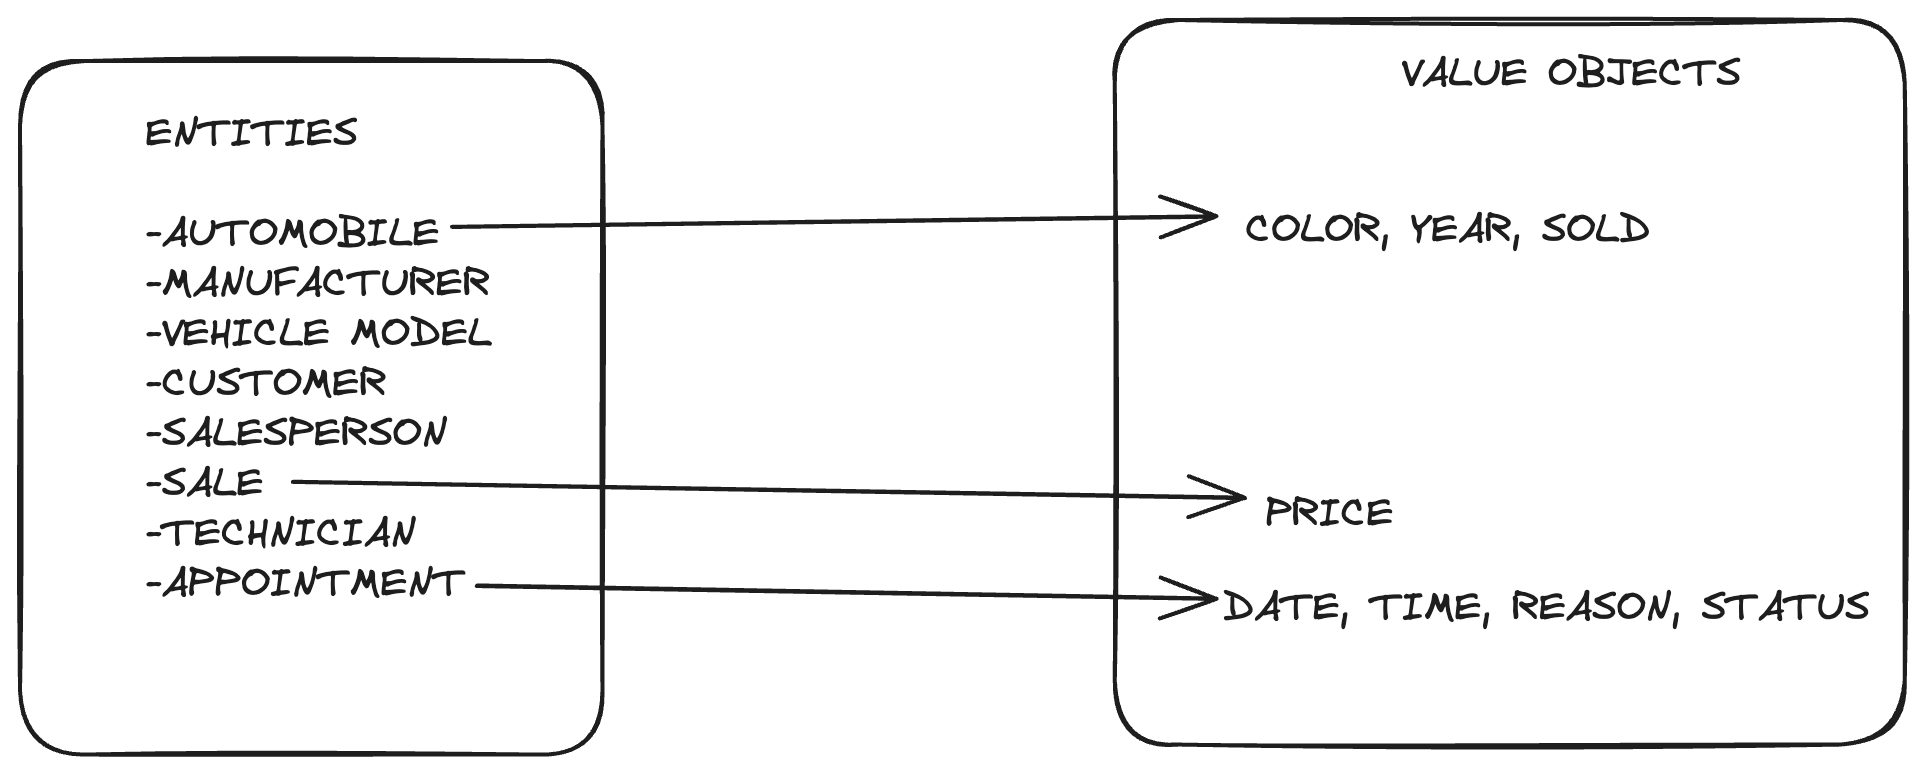 ENTITIES
-AUTOMOBILE
-MANUFACTURER
-VEHICLE MODEL
-CUSTOMER
-SALESPERSON
-SALE
-TECHNICIAN
-APPOINTMENT
VALUE OBJECTS
COLOR, YEAR, SOLD
PRICE
DATE, TIME, REASON, STATUS